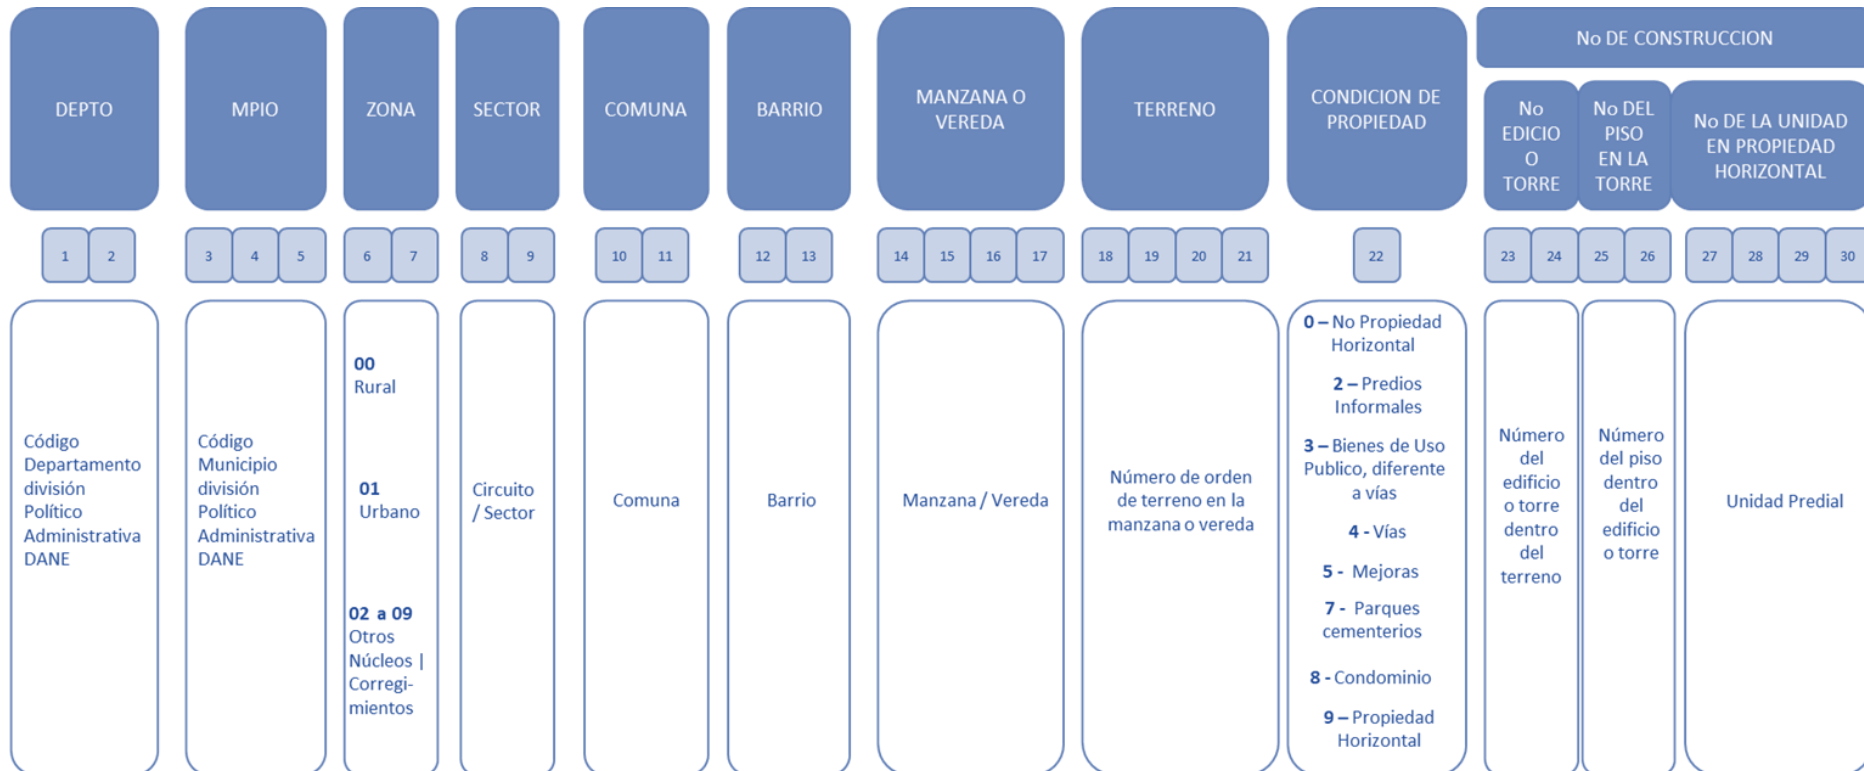 DEPTO
MPIO
ZONA
SECTOR
COMUNA
BARRIO
MANZANA O
VEREDA
TERRENO
CONDICION DE
PROPIEDAD
No DE CONSTRUCCION
No
EDICIO
O
TORRE
No DEL
PISO
EN LA
TORRE
No DE LA UNIDAD
EN PROPIEDAD
HORIZONTAL
1 2 3 4 5 6 7 8 9 10 11 12 13 14 15 16 17 18 19 20 21 22 23 24 25 26 27 28 29 30
Código
Departamento
división
Político
Administrativa
DANE
Código
Municipio
división
Político
Administrativa
DANE
00
Rural
01
Urbano
02 a 09
Otros
Núcleos |
Corregi-
mientos
Circuito
/ Sector
Comuna
Barrio
Manzana / Vereda
Número de orden
de terreno en la
manzana o vereda
0 – No Propiedad
Horizontal
2 – Predios
Informales
3 – Bienes de Uso
Publico, diferente
a vías
4 - Vías
5 - Mejoras
7 - Parques
cementerios
8 - Condominio
9 – Propiedad
Horizontal
Número
del
edificio
o torre
dentro
del
terreno
Número
del piso
dentro
del
edificio
o torre
Unidad Predial